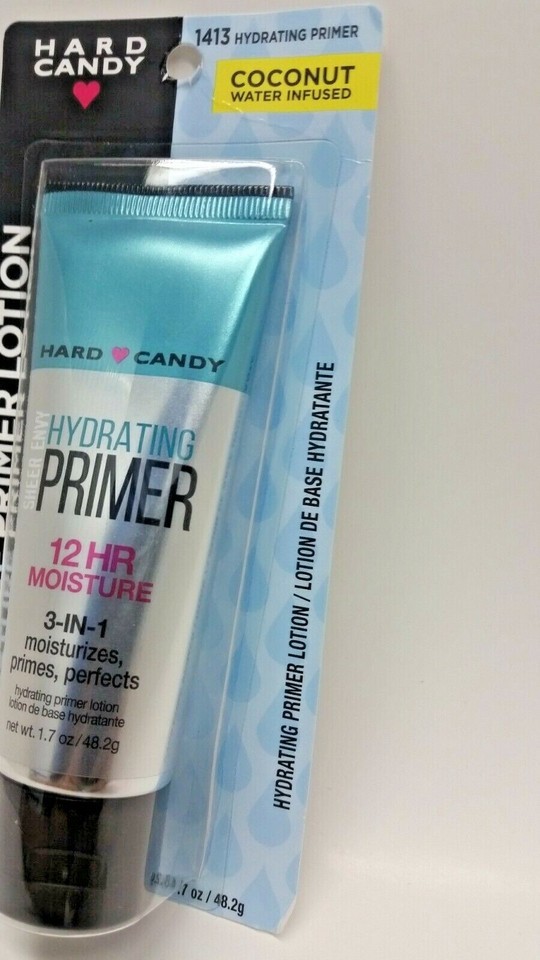 HARD
CANDY
1413 HYDRATING PRIMER
COCONUT
WATER INFUSED
PRIMER LOTION
HARD CANDY
SHEER ENVY
HYDRATING
PRIMER
12 HR
MOISTURE
3-IN-1
moisturizes,
primes, perfects
hydrating primer lotion
lotion de base hydratante
net wt. 1.7 oz/48.2g
HYDRATING PRIMER LOTION / LOTION DE BASE HYDRATANTE
.7 oz / 48.2g